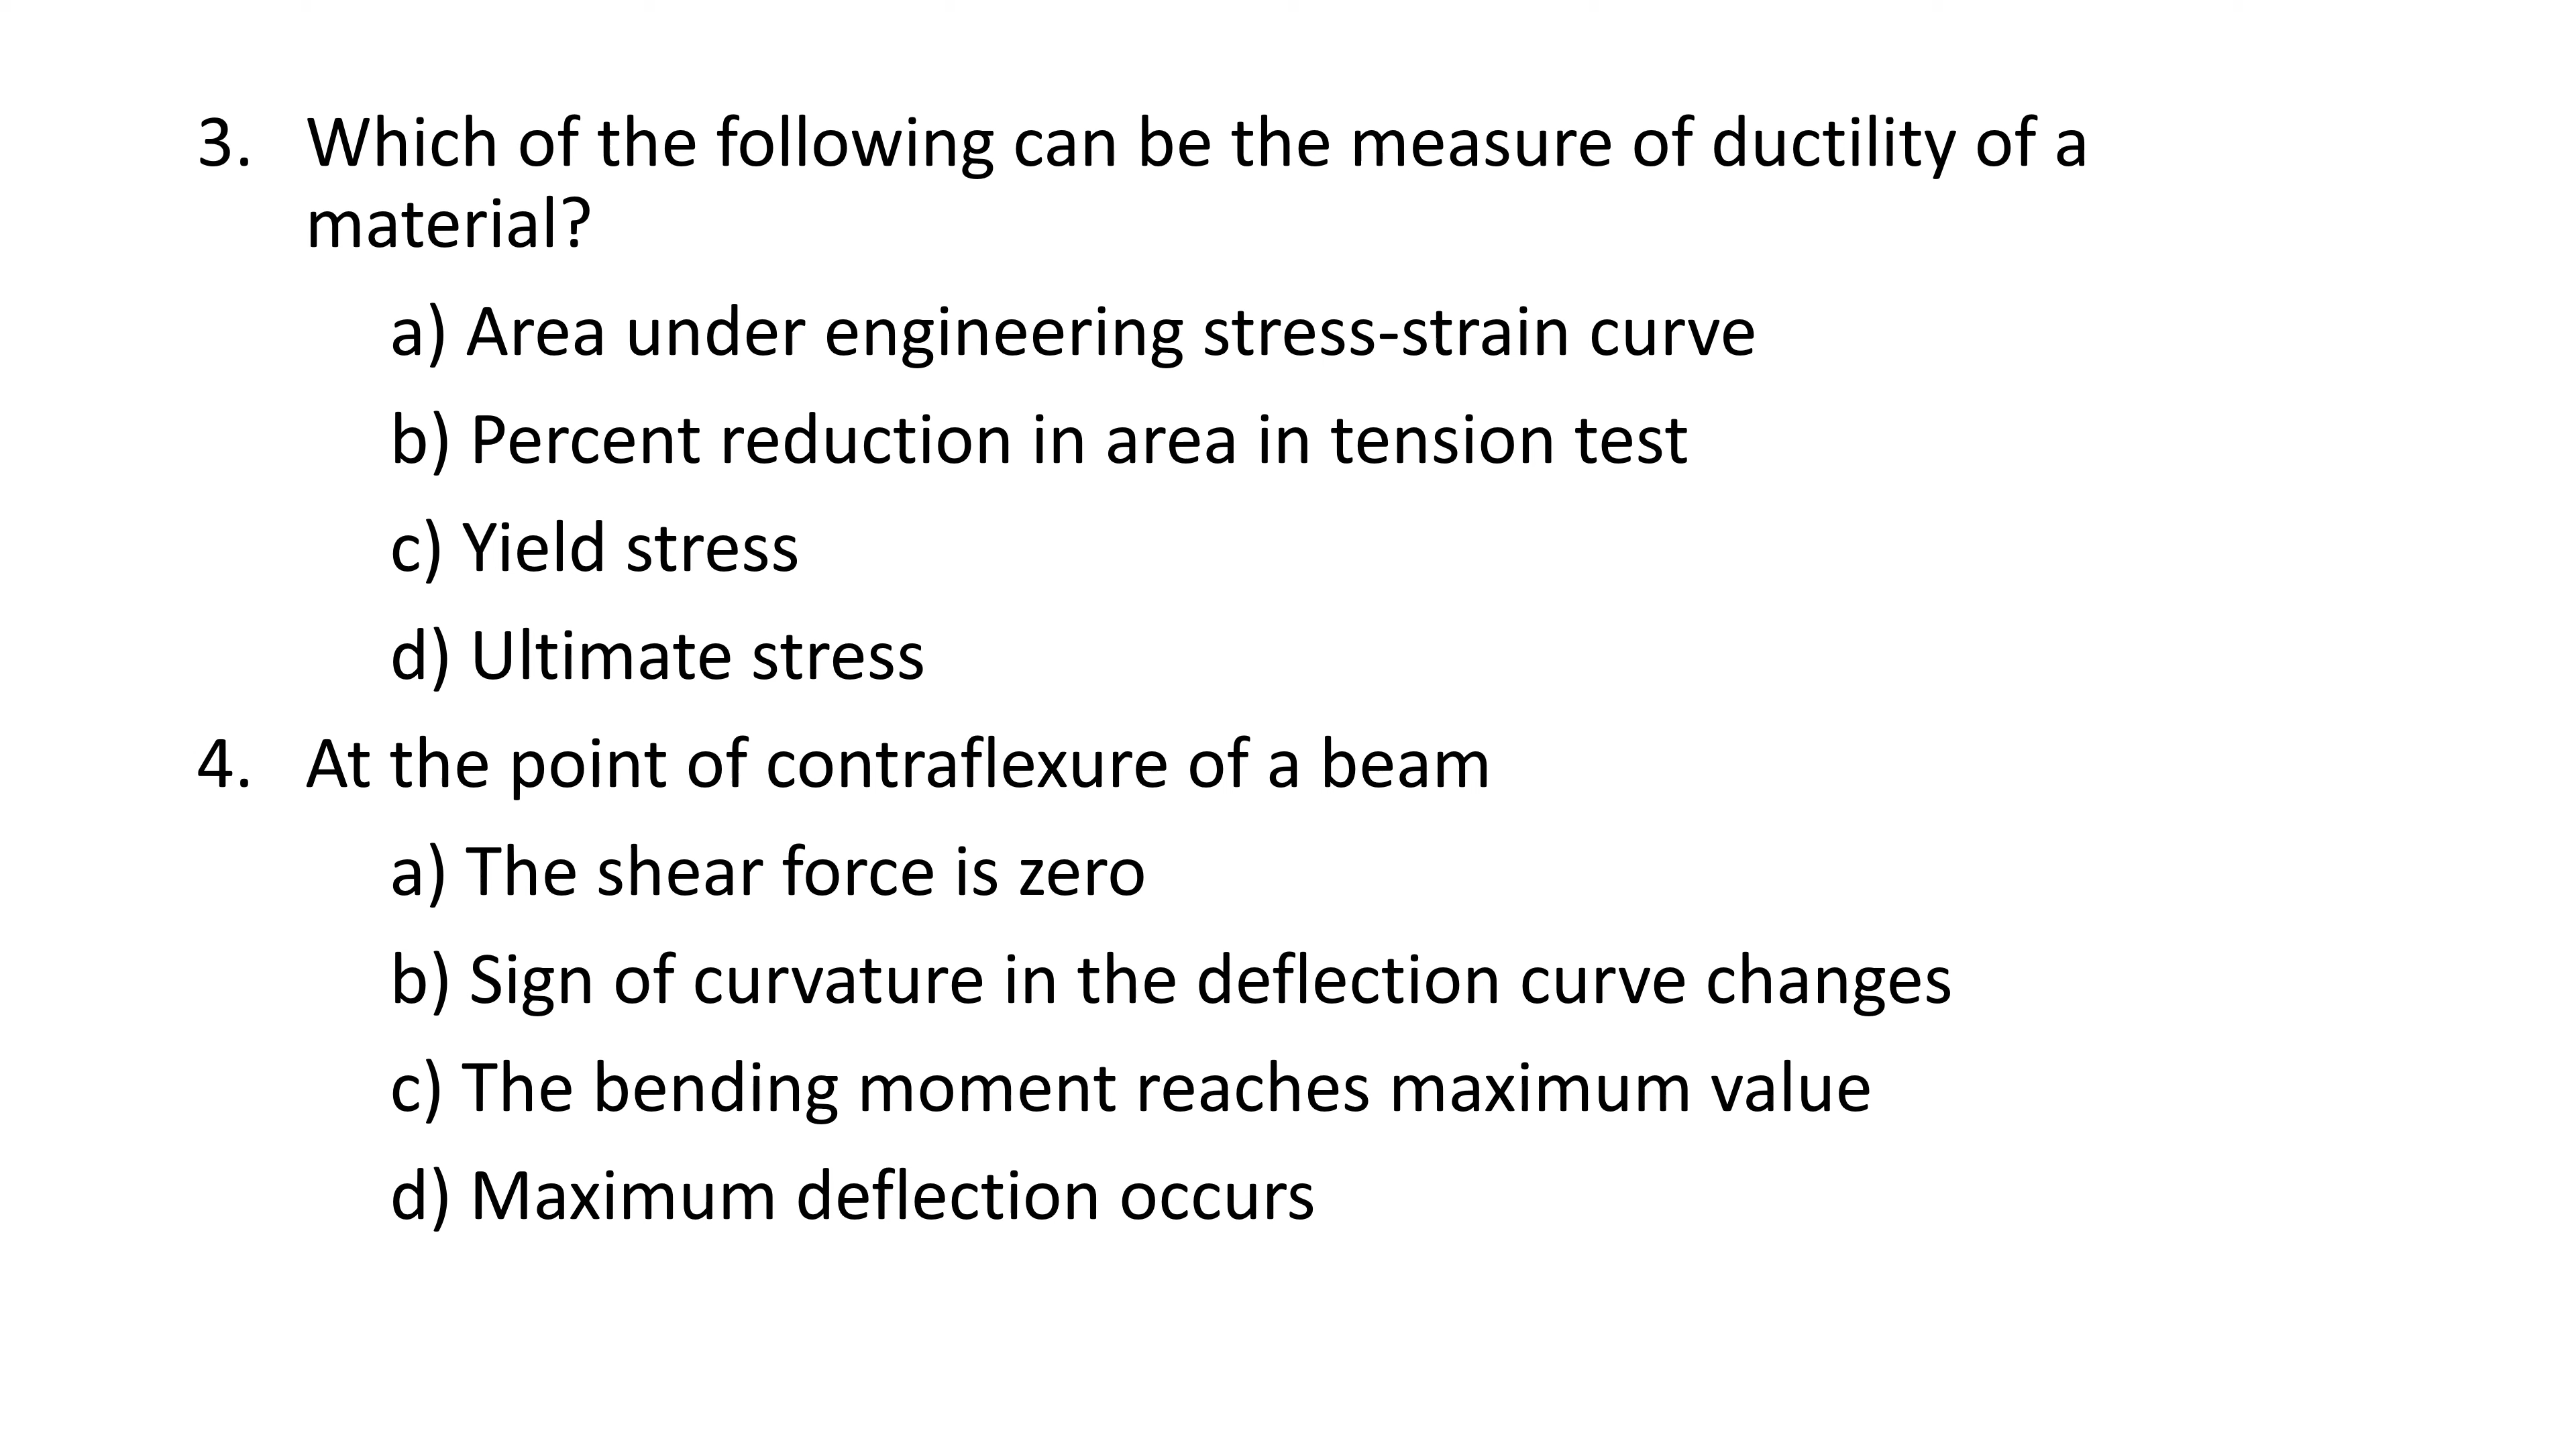 3. Which of the following can be the measure of ductility of a
material?
a) Area under engineering stress-strain curve
b) Percent reduction in area in tension test
c) Yield stress
d) Ultimate stress
4. At the point of contraflexure of a beam
a) The shear force is zero
b) Sign of curvature in the deflection curve changes
c) The bending moment reaches maximum value
d) Maximum deflection occurs